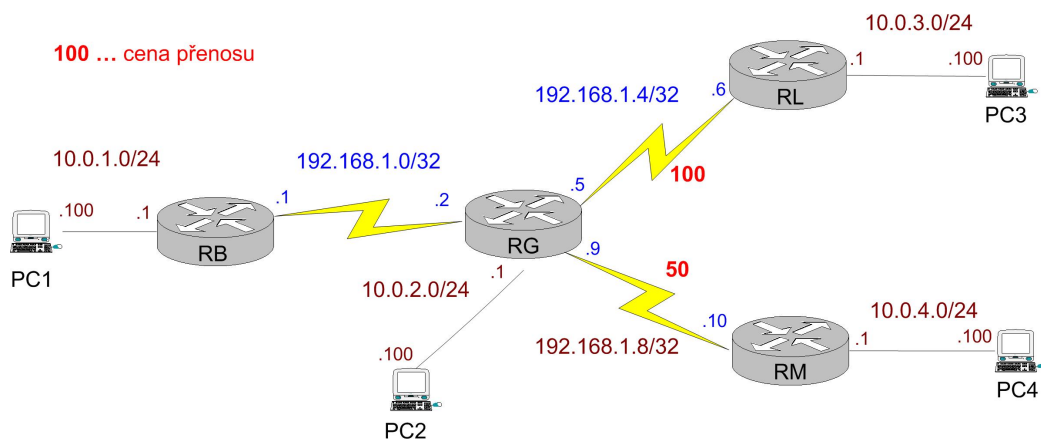 10.0.3.0/24
100 ... cena přenosu
.1
.100
192.168.1.4/32
.6
RL
PC3
10.0.1.0/24
192.168.1.0/32
100
.5
.100
.1
.1
.2
RB
RG
PC1
.9
50
.1
10.0.2.0/24
10.0.4.0/24
.10
.1
.100
192.168.1.8/32
.100
RM
PC4
PC2